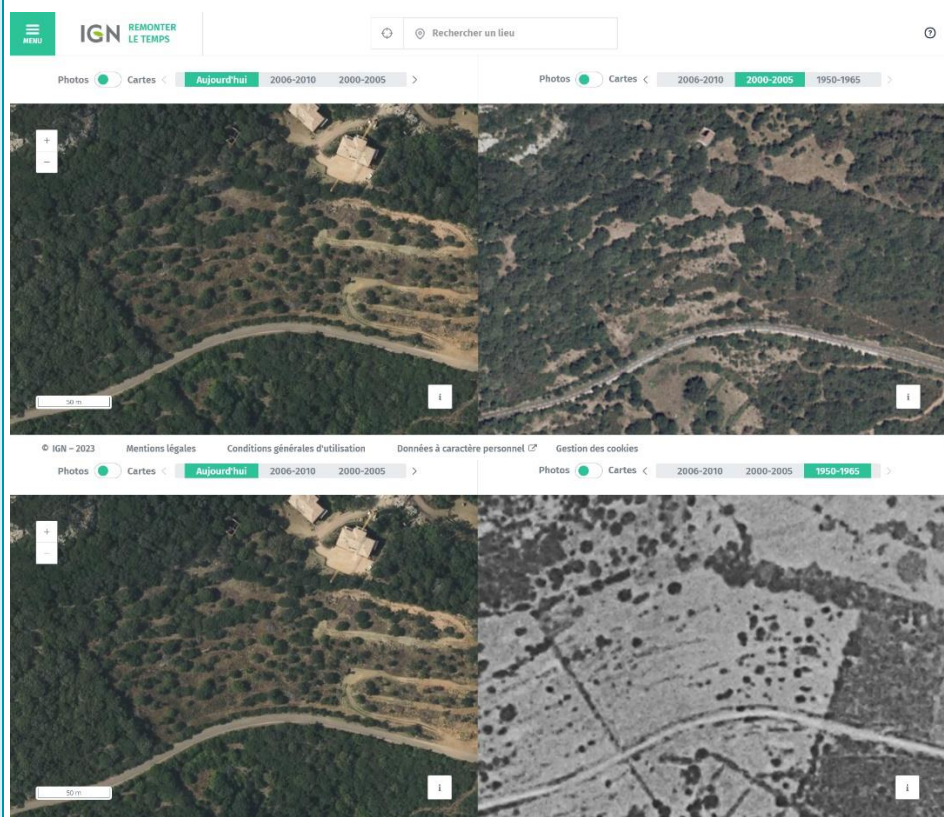 MENU
IGN REMONTER
LE TEMPS
Rechercher un lieu
Photos Cartes < Aujourd'hui 2006-2010 2000-2005 >
Photos Cartes < 2006-2010 2000-2005 1950-1965 >
+
−
50 m
i
i
© IGN – 2023 Mentions légales Conditions générales d'utilisation Données à caractère personnel Gestion des cookies
Photos Cartes < Aujourd'hui 2006-2010 2000-2005 >
Photos Cartes < 2006-2010 2000-2005 1950-1965 >
+
−
50 m
i
i